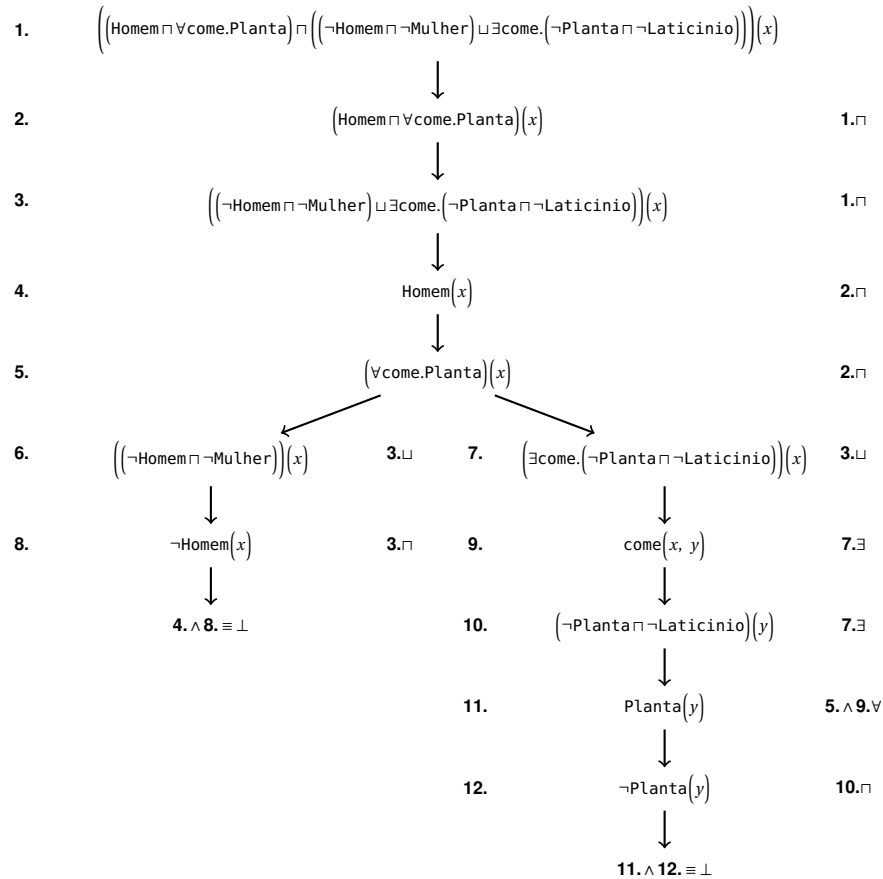 1. ((Homem⊓∀come.Planta)⊓((¬Homem⊓¬Mulher)⊔∃come.(¬Planta⊓¬Laticinio)))(x)
2. (Homem⊓∀come.Planta)(x) 1.⊓
3. ((¬Homem⊓¬Mulher)⊔∃come.(¬Planta⊓¬Laticinio))(x) 1.⊓
4. Homem(x) 2.⊓
5. (∀come.Planta)(x) 2.⊓
6. ((¬Homem⊓¬Mulher))(x) 3.⊔ 7. (∃come.(¬Planta⊓¬Laticinio))(x) 3.⊔
8. ¬Homem(x) 3.⊓ 9. come(x, y) 7.∃
4. ∧ 8. ≡ ⊥ 10. (¬Planta⊓¬Laticinio)(y) 7.∃
11. Planta(y) 5. ∧ 9.∀
12. ¬Planta(y) 10.⊓
11. ∧ 12. ≡ ⊥